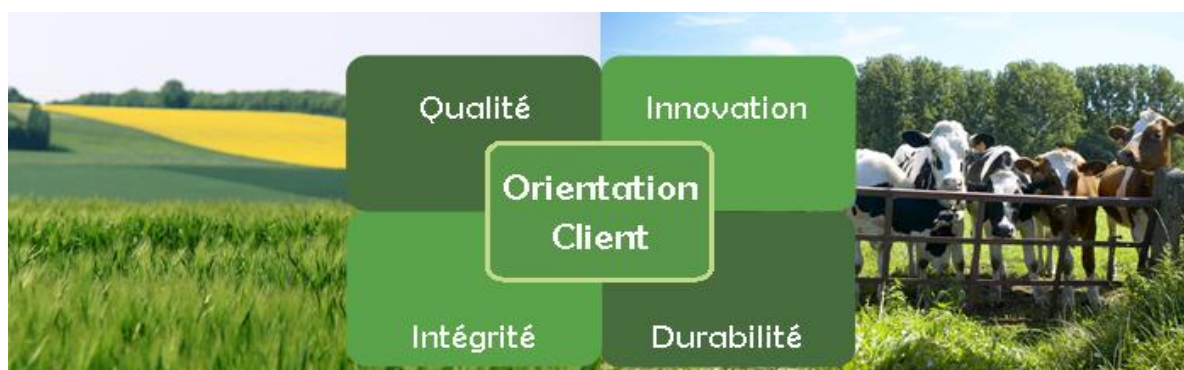 Qualité
Innovation
Orientation
Client
Intégrité
Durabilité